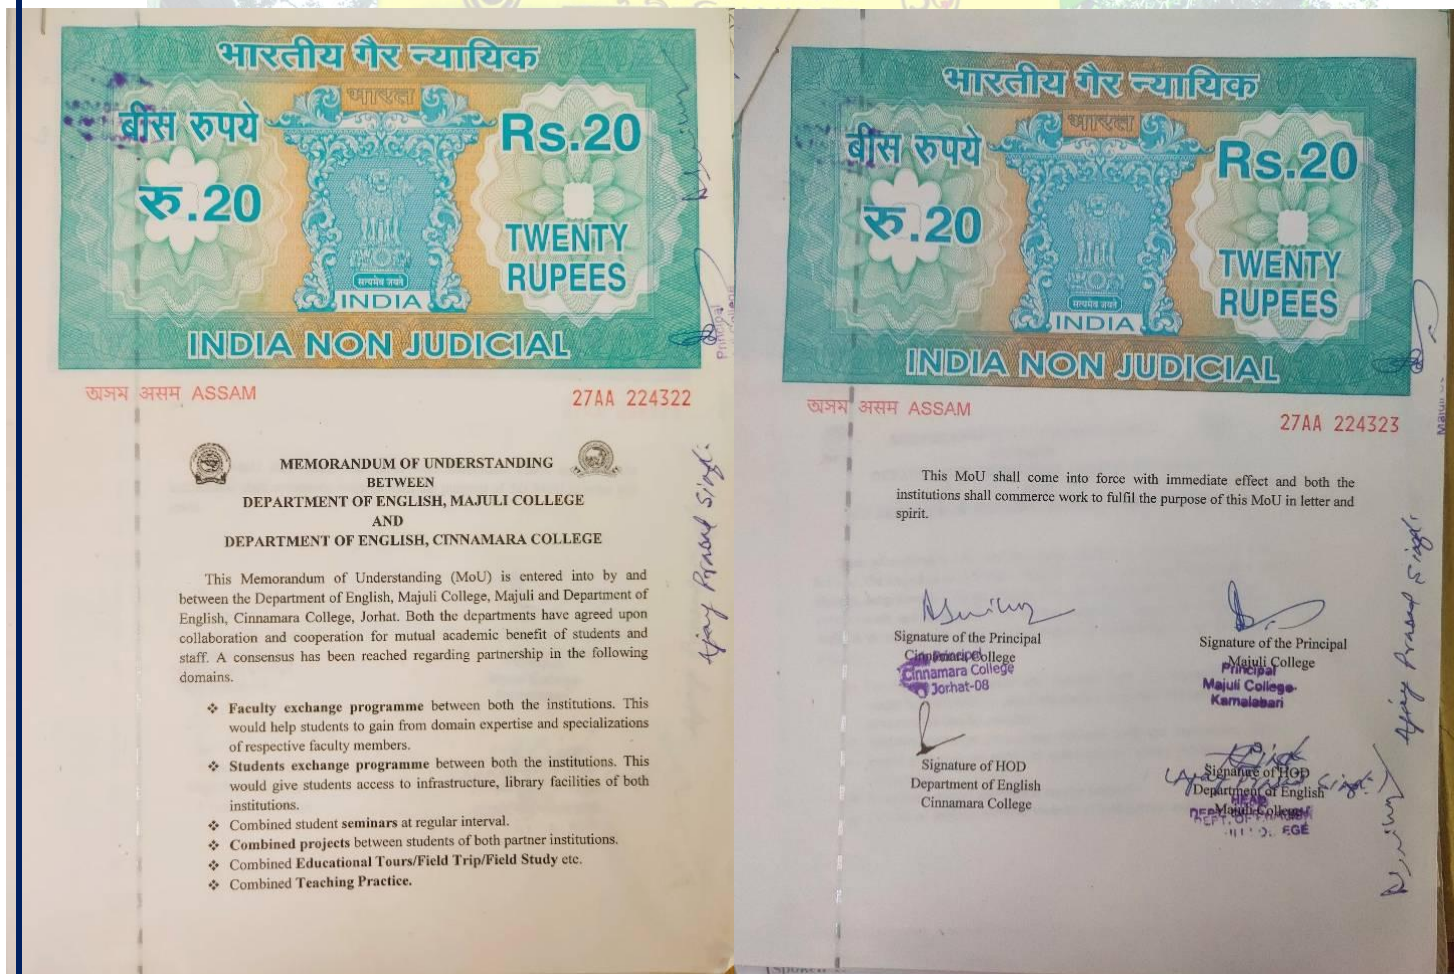 भारतीय गैर न्यायिक
भारत
बीस रुपये
रु.20
Rs.20
TWENTY
RUPEES
सत्यमेव जयते
INDIA
INDIA NON JUDICIAL
অসম असम ASSAM
27AA 224322
MEMORANDUM OF UNDERSTANDING
BETWEEN
DEPARTMENT OF ENGLISH, MAJULI COLLEGE
AND
DEPARTMENT OF ENGLISH, CINNAMARA COLLEGE
This Memorandum of Understanding (MoU) is entered into by and
between the Department of English, Majuli College, Majuli and Department of
English, Cinnamara College, Jorhat. Both the departments have agreed upon
collaboration and cooperation for mutual academic benefit of students and
staff. A consensus has been reached regarding partnership in the following
domains.
❖ Faculty exchange programme between both the institutions. This
would help students to gain from domain expertise and specializations
of respective faculty members.
❖ Students exchange programme between both the institutions. This
would give students access to infrastructure, library facilities of both
institutions.
❖ Combined student seminars at regular interval.
❖ Combined projects between students of both partner institutions.
❖ Combined Educational Tours/Field Trip/Field Study etc.
❖ Combined Teaching Practice.
Principal
Ajay Prasad Singh.
भारतीय गैर न्यायिक
भारत
बीस रुपये
रु.20
Rs.20
TWENTY
RUPEES
सत्यमेव जयते
INDIA
INDIA NON JUDICIAL
অসম असम ASSAM
27AA 224323
This MoU shall come into force with immediate effect and both the
institutions shall commerce work to fulfil the purpose of this MoU in letter and
spirit.
Signature of the Principal
Cinnamara College
Principal
Cinnamara College
Jorhat-08
Signature of the Principal
Majuli College
Principal
Majuli College
Kamalabari
Signature of HOD
Department of English
Cinnamara College
Signature of HOD
Department of English
Majuli College
HEAD
Ajay Prasad Singh.